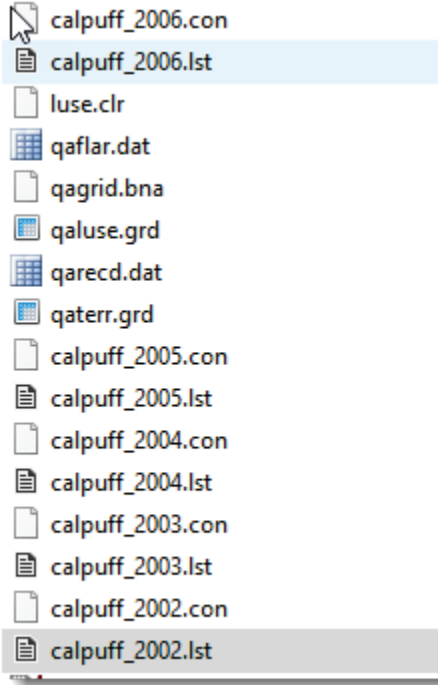 calpuff_2006.con
calpuff_2006.lst
luse.clr
qaflar.dat
qagrid.bna
qaluse.grd
qarecd.dat
qaterr.grd
calpuff_2005.con
calpuff_2005.lst
calpuff_2004.con
calpuff_2004.lst
calpuff_2003.con
calpuff_2003.lst
calpuff_2002.con
calpuff_2002.lst